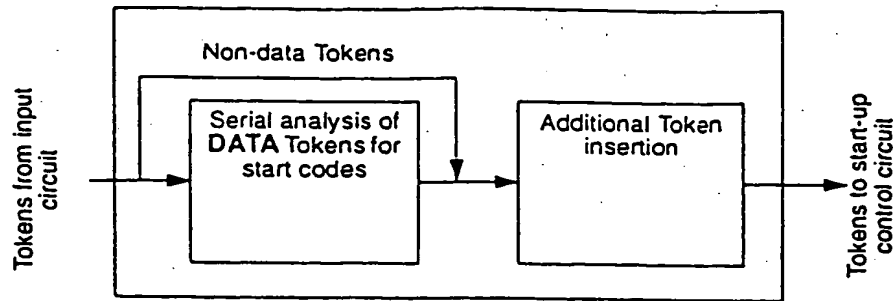 Non-data Tokens
Tokens from input
circuit
Serial analysis of
DATA Tokens for
start codes
Additional Token
insertion
Tokens to start-up
control circuit